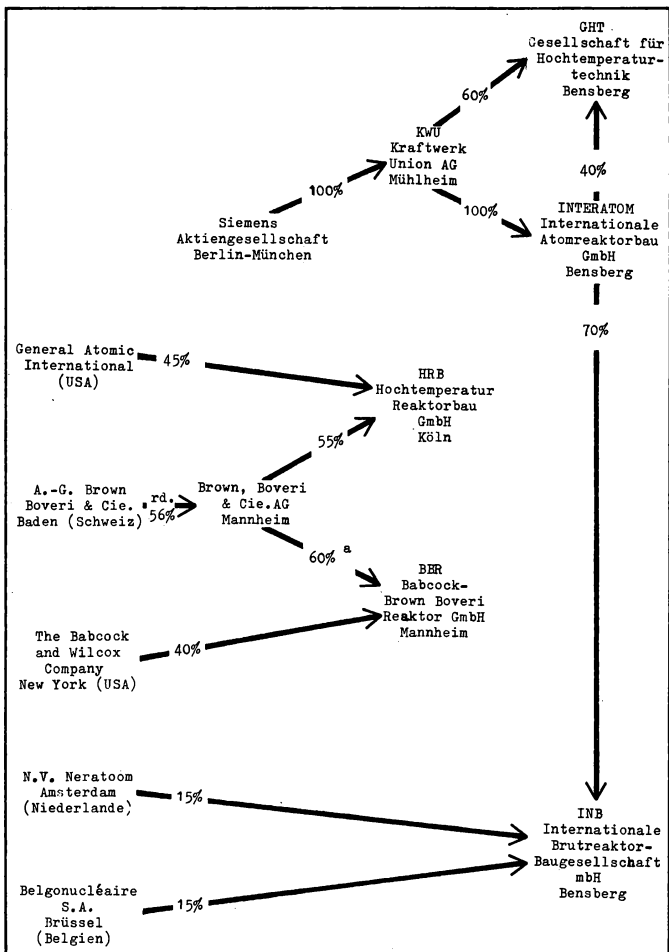 GHT
Gesellschaft für
Hochtemperatur-
technik
Bensberg
60%
KWU
Kraftwerk
Union AG
Mühlheim
40%
100%
100%
Siemens
Aktiengesellschaft
Berlin-München
INTERATOM
Internationale
Atomreaktorbau
GmbH
Bensberg
70%
General Atomic
International
(USA)
45%
HRB
Hochtemperatur
Reaktorbau
GmbH
Köln
55%
A.-G. Brown
Boveri & Cie.
Baden (Schweiz)
rd.
56%
Brown, Boveri
& Cie.AG
Mannheim
60% a
BBR
Babcock-
Brown Boveri
Reaktor GmbH
Mannheim
The Babcock
and Wilcox
Company
New York (USA)
40%
N.V. Neratoom
Amsterdam
(Niederlande)
15%
INB
Internationale
Brutreaktor-
Baugesellschaft
mbH
Bensberg
Belgonucléaire
S.A.
Brüssel
(Belgien)
15%